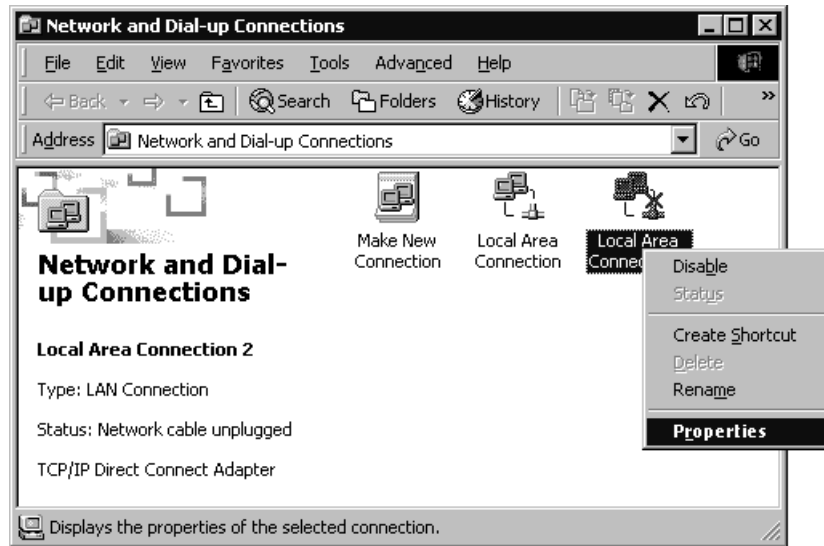 Network and Dial-up Connections
File Edit View Favorites Tools Advanced Help
Back Search Folders History »
Address Network and Dial-up Connections Go
Make New Connection
Local Area Connection
Local Area
Network and Dial-
up Connections
Local Area Connection 2
Type: LAN Connection
Status: Network cable unplugged
TCP/IP Direct Connect Adapter
Disable
Status
Create Shortcut
Delete
Rename
Properties
Displays the properties of the selected connection.